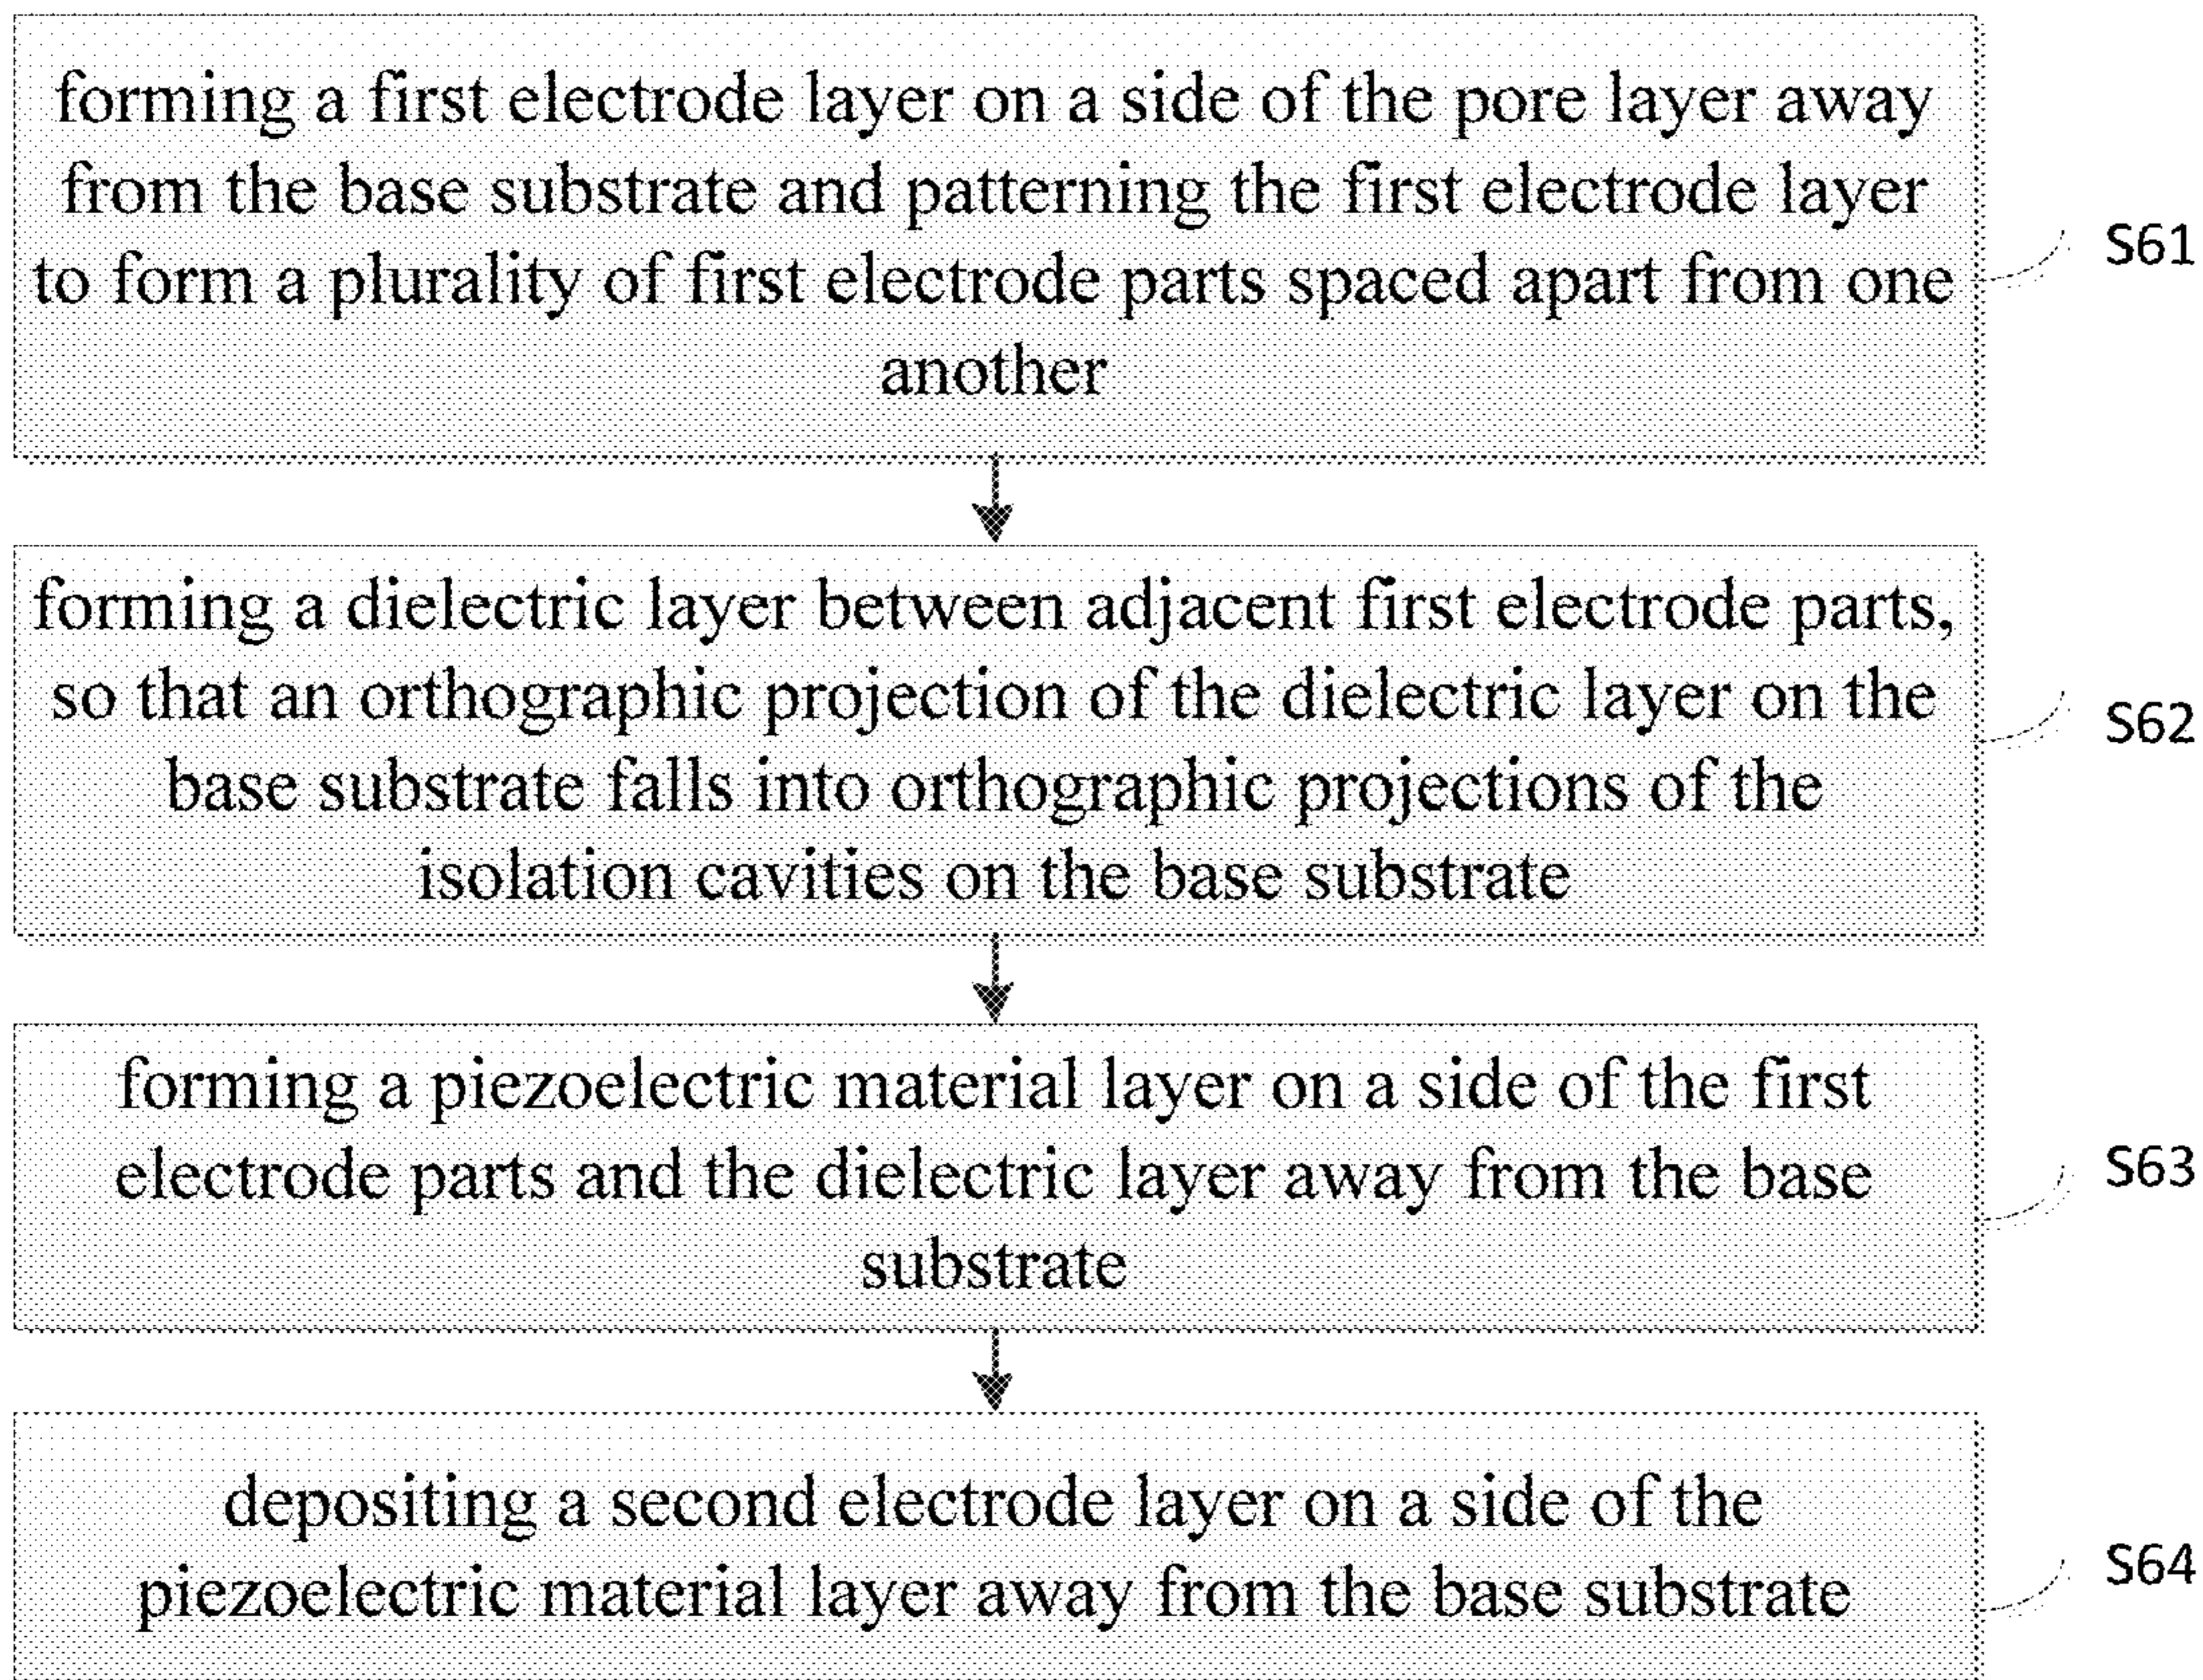 forming a first electrode layer on a side of the pore layer away
from the base substrate and patterning the first electrode layer
to form a plurality of first electrode parts spaced apart from one
another
S61
forming a dielectric layer between adjacent first electrode parts,
so that an orthographic projection of the dielectric layer on the
base substrate falls into orthographic projections of the
isolation cavities on the base substrate
S62
forming a piezoelectric material layer on a side of the first
electrode parts and the dielectric layer away from the base
substrate
S63
depositing a second electrode layer on a side of the
piezoelectric material layer away from the base substrate
S64